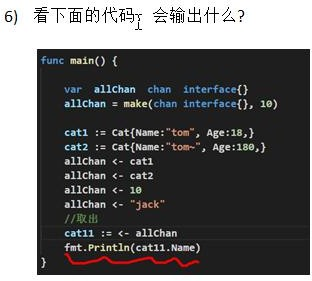 6) 看下面的代码, 会输出什么?
func main() {
var allChan chan interface{}
allChan = make(chan interface{}, 10)
cat1 := Cat{Name:"tom", Age:18,}
cat2 := Cat{Name:"tom~", Age:180,}
allChan <- cat1
allChan <- cat2
allChan <- 10
allChan <- "jack"
//取出
cat11 := <- allChan
fmt.Println(cat11.Name)
}